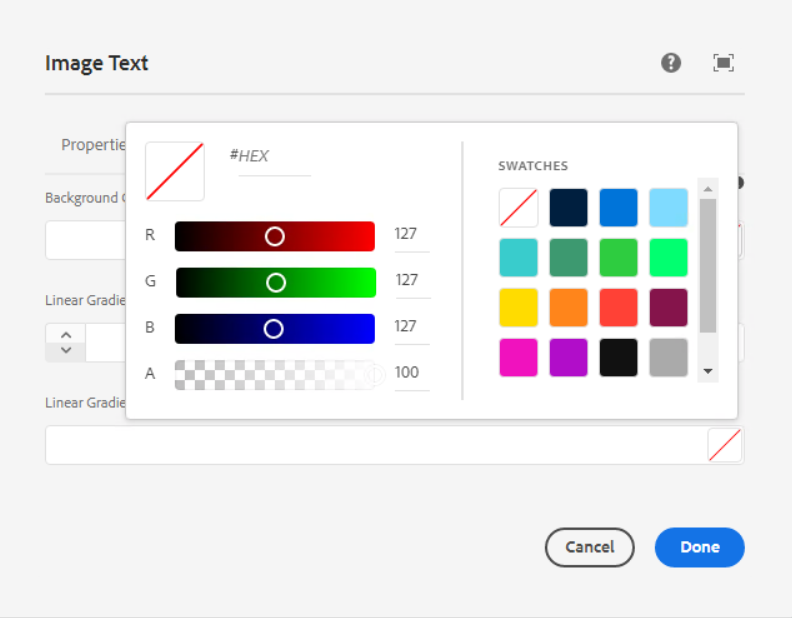 Image Text
Propertie
#HEX
SWATCHES
Background
R 127
G 127
Linear Gradie
B 127
A 100
Linear Gradie
Cancel
Done